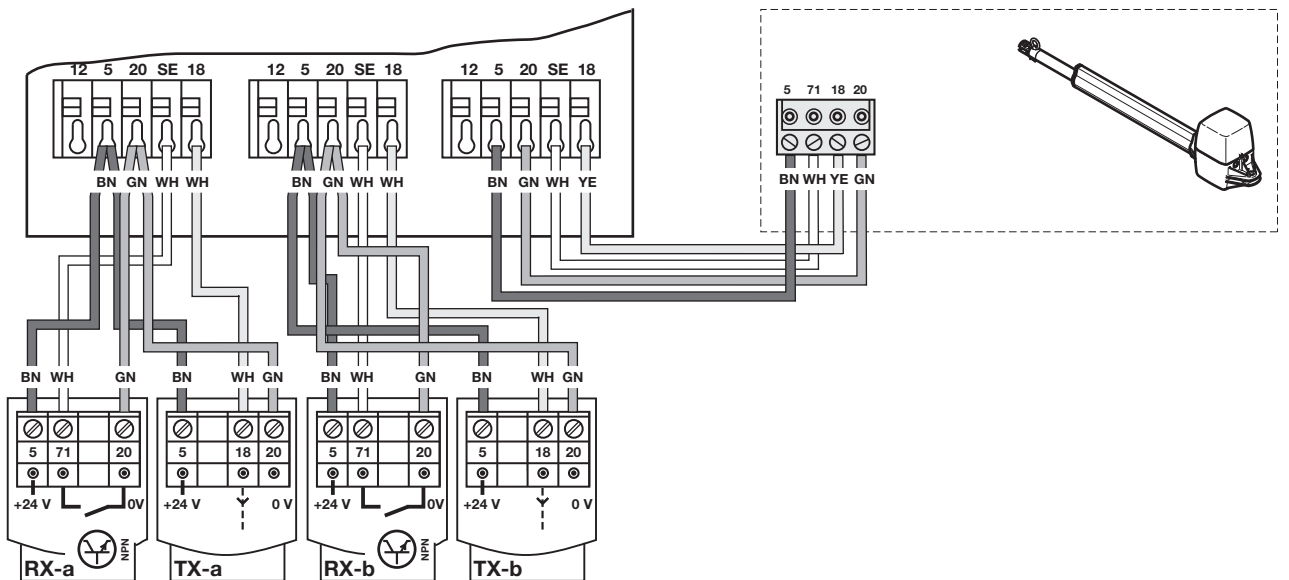 12 5 20 SE 18
12 5 20 SE 18
12 5 20 SE 18
5 71 18 20
BN GN WH WH
BN GN WH WH
BN GN WH YE
BN WH YE GN
BN WH GN
BN WH GN
BN WH GN
BN WH GN
5 71 20
5 18 20
5 71 20
5 18 20
+24 V 0V
+24 V 0 V
+24 V 0V
+24 V 0 V
NPN
NPN
RX-a
TX-a
RX-b
TX-b